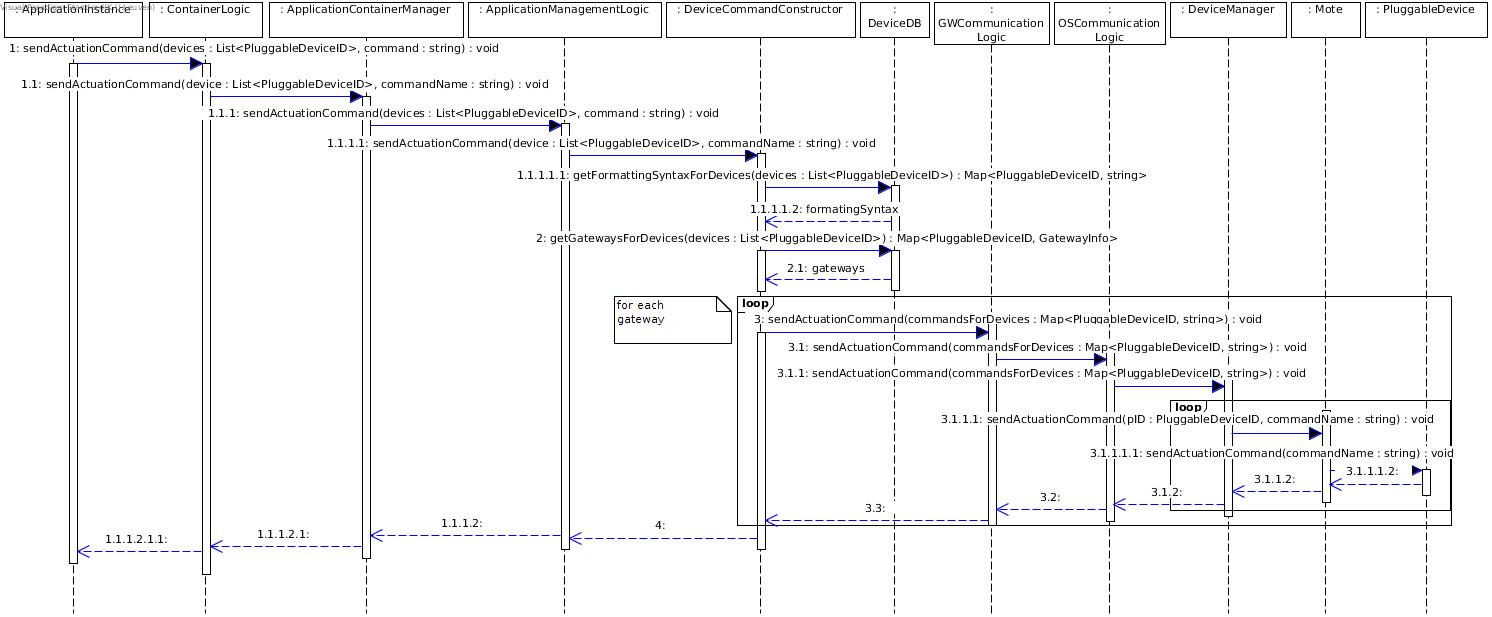 : ApplicationInstance
: ContainerLogic
: ApplicationContainerManager
: ApplicationManagementLogic
: DeviceCommandConstructor
:
DeviceDB
:
GWCommunication
Logic
:
OSCommunication
Logic
: DeviceManager
: Mote
: PluggableDevice
1: sendActuationCommand(devices : List<PluggableDeviceID>, command : string) : void
1.1: sendActuationCommand(device : List<PluggableDeviceID>, commandName : string) : void
1.1.1: sendActuationCommand(devices : List<PluggableDeviceID>, command : string) : void
1.1.1.1: sendActuationCommand(device : List<PluggableDeviceID>, commandName : string) : void
1.1.1.1.1: getFormattingSyntaxForDevices(devices : List<PluggableDeviceID>) : Map<PluggableDeviceID, string>
1.1.1.1.2: formatingSyntax
2: getGatewaysForDevices(devices : List<PluggableDeviceID>) : Map<PluggableDeviceID, GatewayInfo>
2.1: gateways
for each
gateway
loop
3: sendActuationCommand(commandsForDevices : Map<PluggableDeviceID, string>) : void
3.1: sendActuationCommand(commandsForDevices : Map<PluggableDeviceID, string>) : void
3.1.1: sendActuationCommand(commandsForDevices : Map<PluggableDeviceID, string>) : void
loop
3.1.1.1: sendActuationCommand(pID : PluggableDeviceID, commandName : string) : void
3.1.1.1.1: sendActuationCommand(commandName : string) : void
3.1.1.1.2:
3.1.1.2:
3.1.2:
3.2:
3.3:
4:
1.1.1.2:
1.1.1.2.1:
1.1.1.2.1.1: